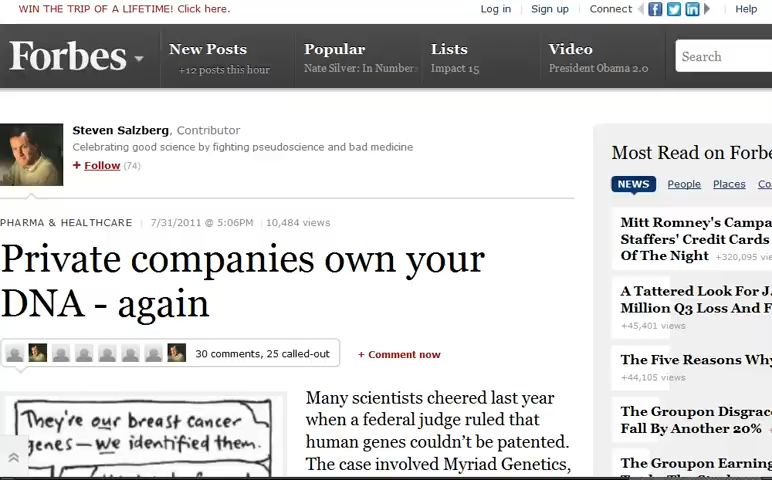 WIN THE TRIP OF A LIFETIME! Click here.
Log in Sign up Connect Help
Forbes
New Posts
+12 posts this hour
Popular
Nate Silver: In Numbers
Lists
Impact 15
Video
President Obama 2.0
Search
Steven Salzberg, Contributor
Celebrating good science by fighting pseudoscience and bad medicine
+ Follow (74)
PHARMA & HEALTHCARE 7/31/2011 @ 5:06PM 10,484 views
Private companies own your
DNA - again
30 comments, 25 called-out
+ Comment now
They're our breast cancer
genes—we identified them.
Many scientists cheered last year
when a federal judge ruled that
human genes couldn't be patented.
The case involved Myriad Genetics,
Most Read on Forbe
NEWS People Places Co
Mitt Romney's Campa
Staffers' Credit Cards
Of The Night +320,095 vie
A Tattered Look For J.
Million Q3 Loss And F
+45,401 views
The Five Reasons Why
+44,105 views
The Groupon Disgrac
Fall By Another 20%
The Groupon Earning